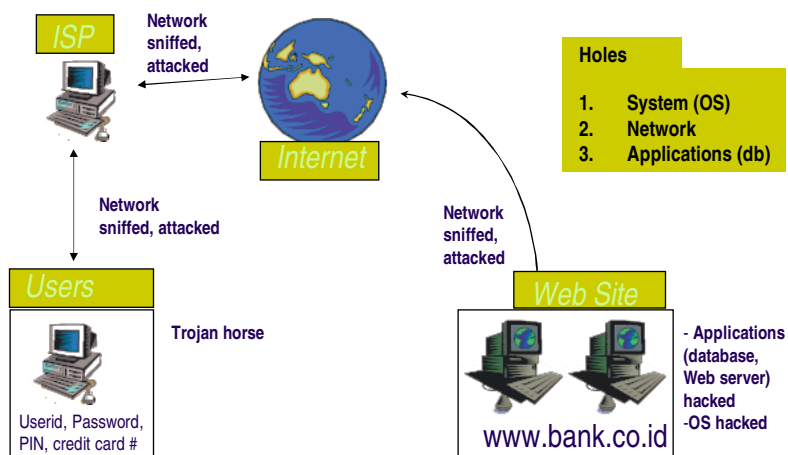 ISP
Network
sniffed,
attacked
Internet
Holes
1. System (OS)
2. Network
3. Applications (db)
Network
sniffed, attacked
Network
sniffed,
attacked
Users
Trojan horse
Userid, Password,
PIN, credit card #
Web Site
www.bank.co.id
- Applications
(database,
Web server)
hacked
-OS hacked